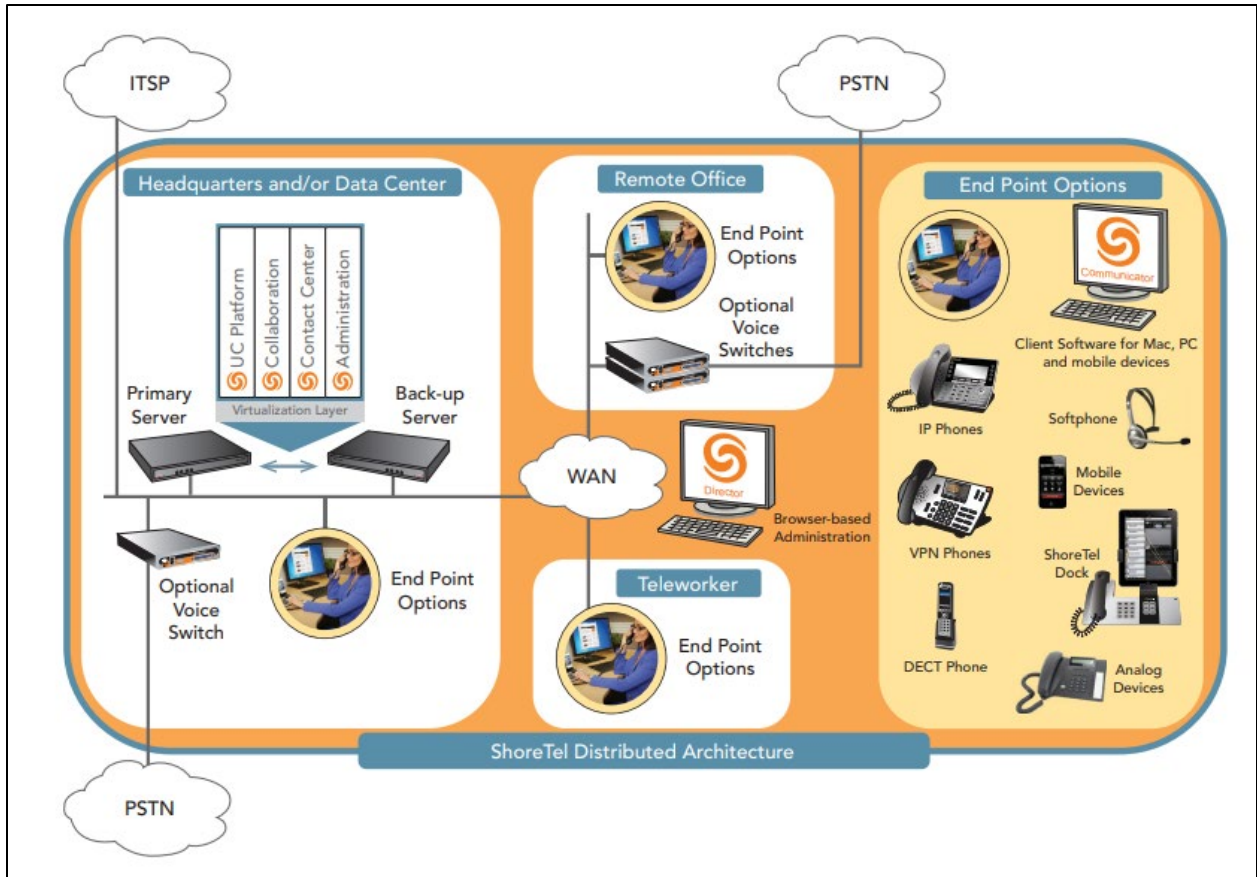 ITSP
PSTN
Headquarters and/or Data Center
UC Platform
Collaboration
Contact Center
Administration
Virtualization Layer
Primary
Server
Back-up
Server
Optional
Voice
Switch
End Point
Options
PSTN
Remote Office
End Point
Options
Optional
Voice
Switches
WAN
Director
Browser-based
Administration
Teleworker
End Point
Options
End Point Options
Communicator
Client Software for Mac, PC
and mobile devices
IP Phones
Softphone
Mobile
Devices
VPN Phones
ShoreTel
Dock
DECT Phone
Analog
Devices
ShoreTel Distributed Architecture